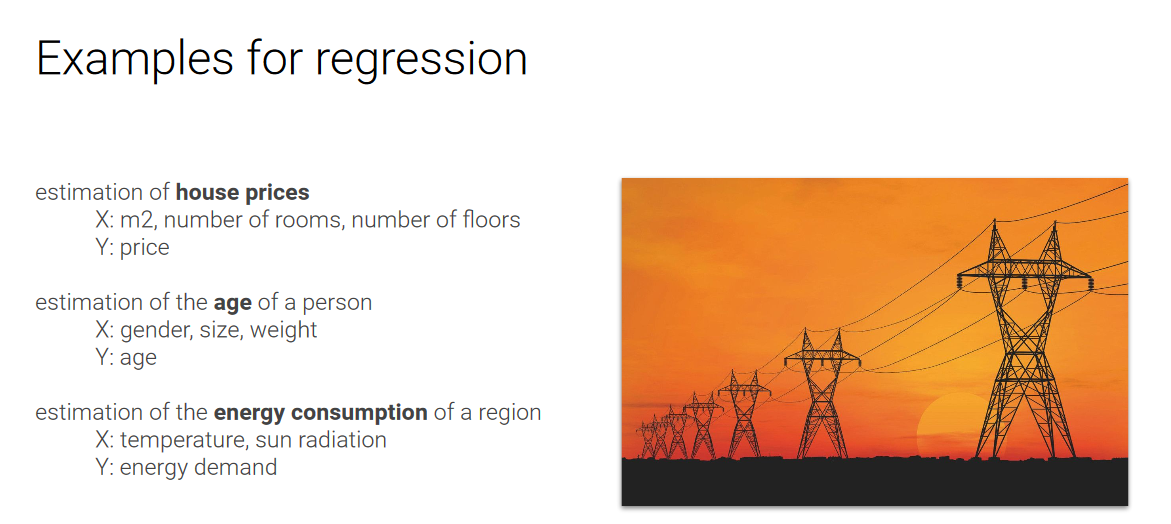 Examples for regression
estimation of house prices
X: m2, number of rooms, number of floors
Y: price
estimation of the age of a person
X: gender, size, weight
Y: age
estimation of the energy consumption of a region
X: temperature, sun radiation
Y: energy demand